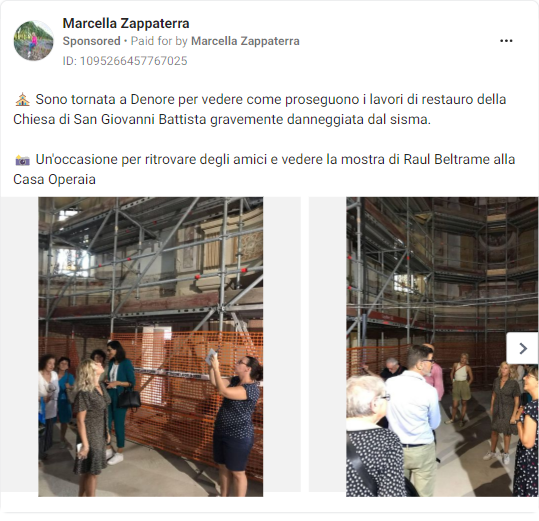 Marcella Zappaterra
Sponsored • Paid for by Marcella Zappaterra
ID: 1095266457767025
Sono tornata a Denore per vedere come proseguono i lavori di restauro della
Chiesa di San Giovanni Battista gravemente danneggiata dal sisma.
Un'occasione per ritrovare degli amici e vedere la mostra di Raul Beltrame alla
Casa Operaia